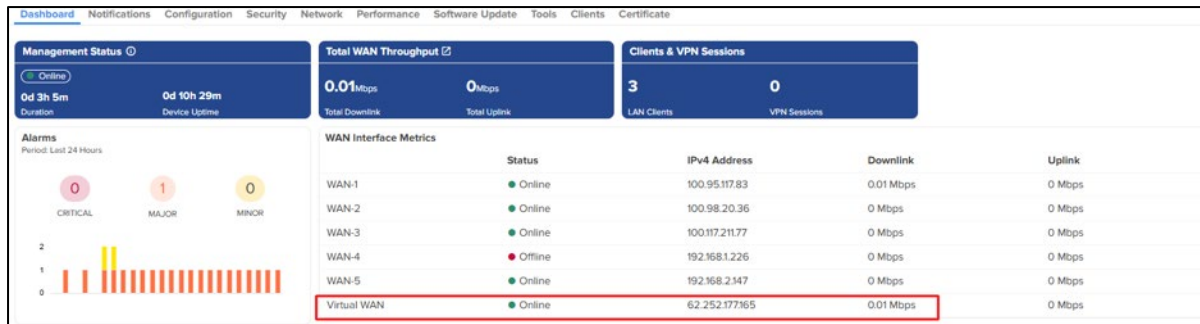 Dashboard Notifications Configuration Security Network Performance Software Update Tools Clients Certificate
Management Status
Online
0d 3h 5m 0d 10h 29m
Duration Device Uptime
Total WAN Throughput
0.01Mbps 0Mbps
Total Downlink Total Uplink
Clients & VPN Sessions
3 0
LAN Clients VPN Sessions
Alarms
Period: Last 24 Hours
0 1 0
CRITICAL MAJOR MINOR
2
1
0
WAN Interface Metrics
Status IPv4 Address Downlink Uplink
WAN-1 Online 100.95.117.83 0.01 Mbps 0 Mbps
WAN-2 Online 100.98.20.36 0 Mbps 0 Mbps
WAN-3 Online 100.117.211.77 0 Mbps 0 Mbps
WAN-4 Offline 192.168.1.226 0 Mbps 0 Mbps
WAN-5 Online 192.168.2.147 0 Mbps 0 Mbps
Virtual WAN Online 62.252.177.165 0.01 Mbps 0 Mbps